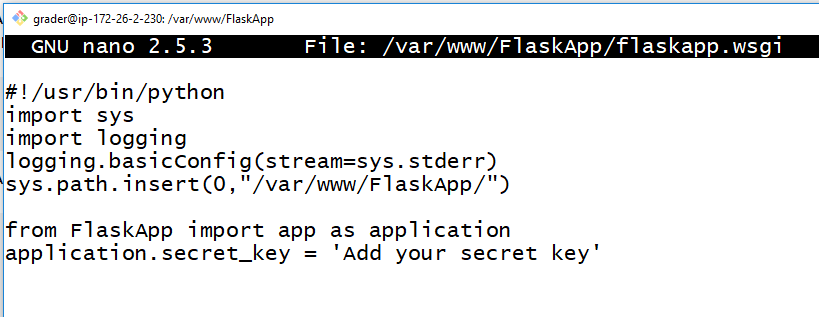 grader@ip-172-26-2-230: /var/www/FlaskApp
GNU nano 2.5.3 File: /var/www/FlaskApp/flaskapp.wsgi
#!/usr/bin/python
import sys
import logging
logging.basicConfig(stream=sys.stderr)
sys.path.insert(0,"/var/www/FlaskApp/")
from FlaskApp import app as application
application.secret_key = 'Add your secret key'